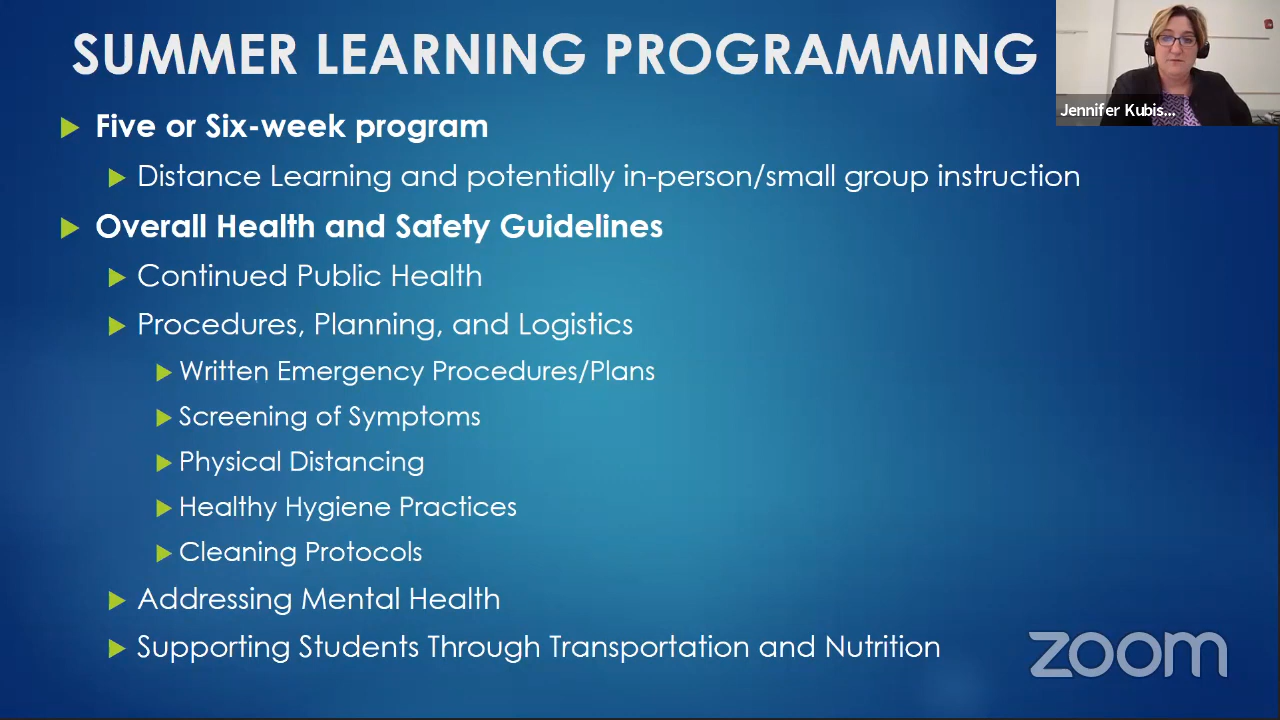 SUMMER LEARNING PROGRAMMING
Jennifer Kubis...
Five or Six-week program
Distance Learning and potentially in-person/small group instruction
Overall Health and Safety Guidelines
Continued Public Health
Procedures, Planning, and Logistics
Written Emergency Procedures/Plans
Screening of Symptoms
Physical Distancing
Healthy Hygiene Practices
Cleaning Protocols
Addressing Mental Health
Supporting Students Through Transportation and Nutrition
zoom